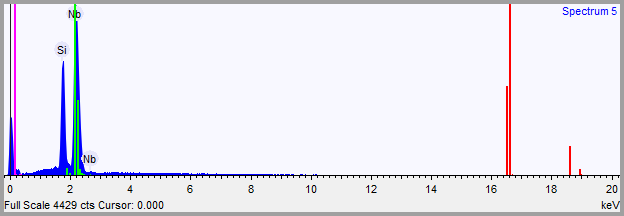 Spectrum 5
Nb
Si
Nb
0 2 4 6 8 10 12 14 16 18 20
Full Scale 4429 cts Cursor: 0.000 keV